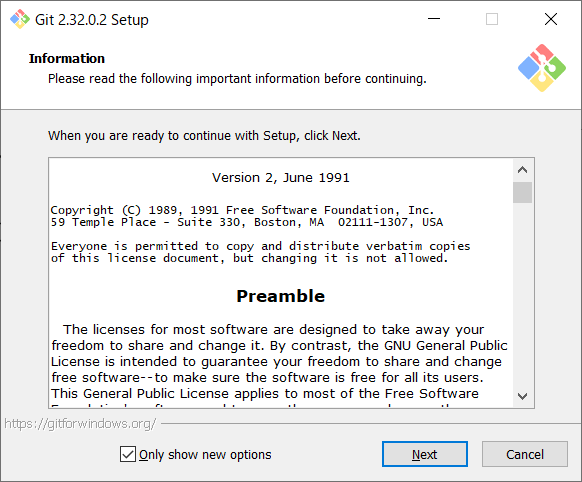 Git 2.32.0.2 Setup
Information
Please read the following important information before continuing.
When you are ready to continue with Setup, click Next.
Version 2, June 1991
Copyright (C) 1989, 1991 Free Software Foundation, Inc.
59 Temple Place - Suite 330, Boston, MA  02111-1307, USA
Everyone is permitted to copy and distribute verbatim copies
of this license document, but changing it is not allowed.
Preamble
The licenses for most software are designed to take away your
freedom to share and change it. By contrast, the GNU General Public
License is intended to guarantee your freedom to share and change
free software--to make sure the software is free for all its users.
This General Public License applies to most of the Free Software
https://gitforwindows.org/
Only show new options
Next
Cancel